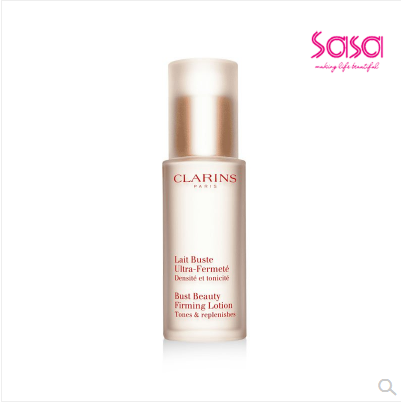 Sasa
making life beautiful
CLARINS
PARIS
Lait Buste
Ultra-Fermeté
Densité et tonicité
Bust Beauty
Firming Lotion
Tones & replenishes